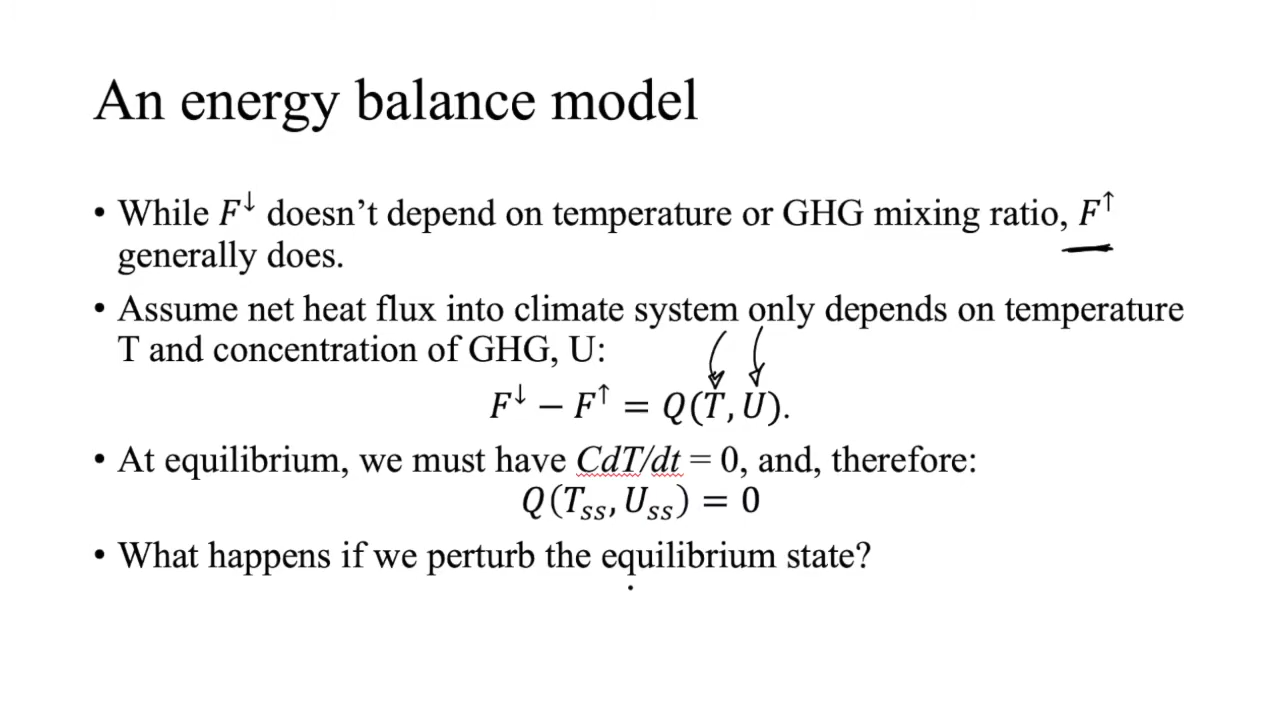 An energy balance model
• While F↓ doesn’t depend on temperature or GHG mixing ratio, F↑
generally does.
• Assume net heat flux into climate system only depends on temperature
T and concentration of GHG, U:
F↓ − F↑ = Q(T, U).
• At equilibrium, we must have CdT/dt = 0, and, therefore:
Q(Tₛₛ, Uₛₛ) = 0
• What happens if we perturb the equilibrium state?